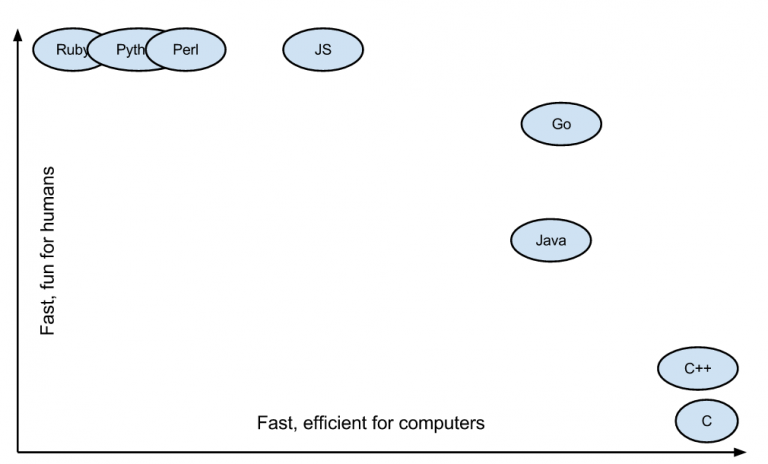 Ruby
Pyth
Perl
JS
Go
Fast, fun for humans
Java
C++
Fast, efficient for computers
C